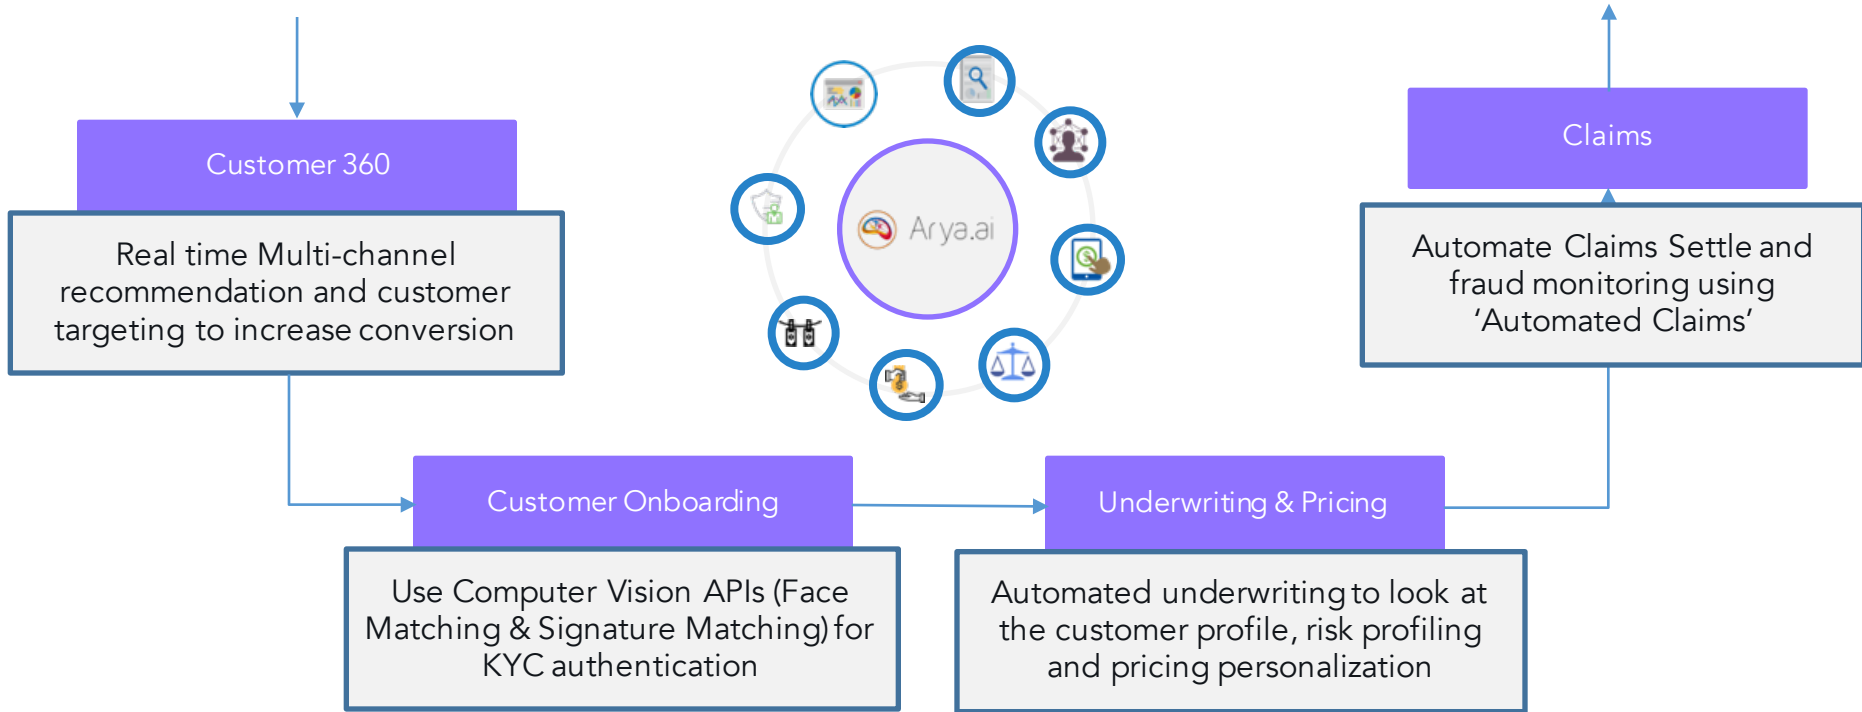 Customer 360
Real time Multi-channel
recommendation and customer
targeting to increase conversion
Arya.ai
Claims
Automate Claims Settle and
fraud monitoring using
‘Automated Claims’
Customer Onboarding
Use Computer Vision APIs (Face
Matching & Signature Matching) for
KYC authentication
Underwriting & Pricing
Automated underwriting to look at
the customer profile, risk profiling
and pricing personalization